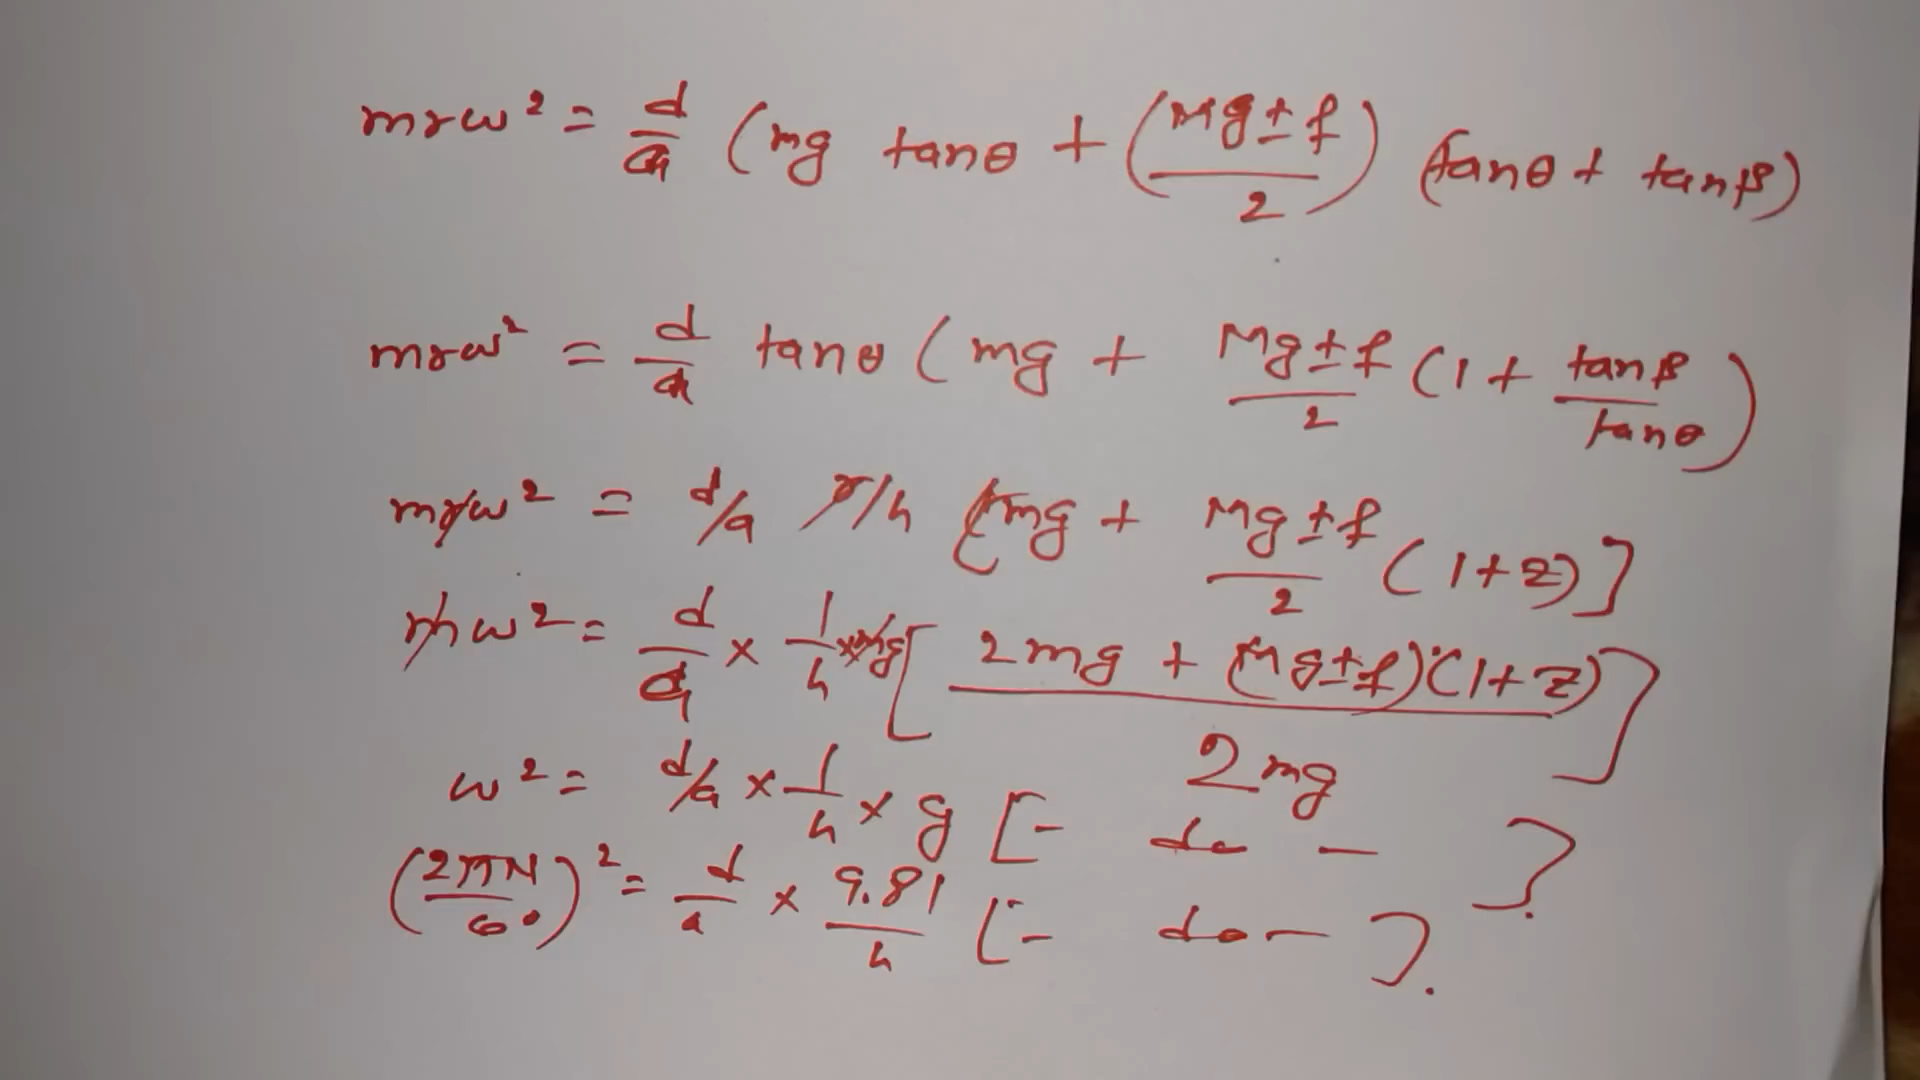 mrω² = d/a (mg tanθ + (Mg±f/2) (tanθ + tanβ)
mrω² = d/a tanθ (mg + Mg±f/2 (1 + tanβ/tanθ)
mrω² = d/a r/h [mg + Mg±f/2 (1+z)]
mω² = d/a × 1/h × mg [2mg + (Mg±f)(1+z)/2mg]
ω² = d/a × 1/h × g [- do -].
(2πN/60)² = d/a × 9.81/h [- do -].